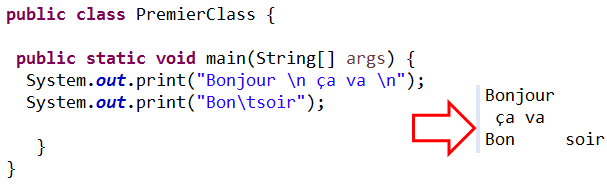 public class PremierClass {
public static void main(String[] args) {
System.out.print("Bonjour \n ça va \n");
System.out.print("Bon\tsoir");
}
}
Bonjour
ça va
Bon     soir